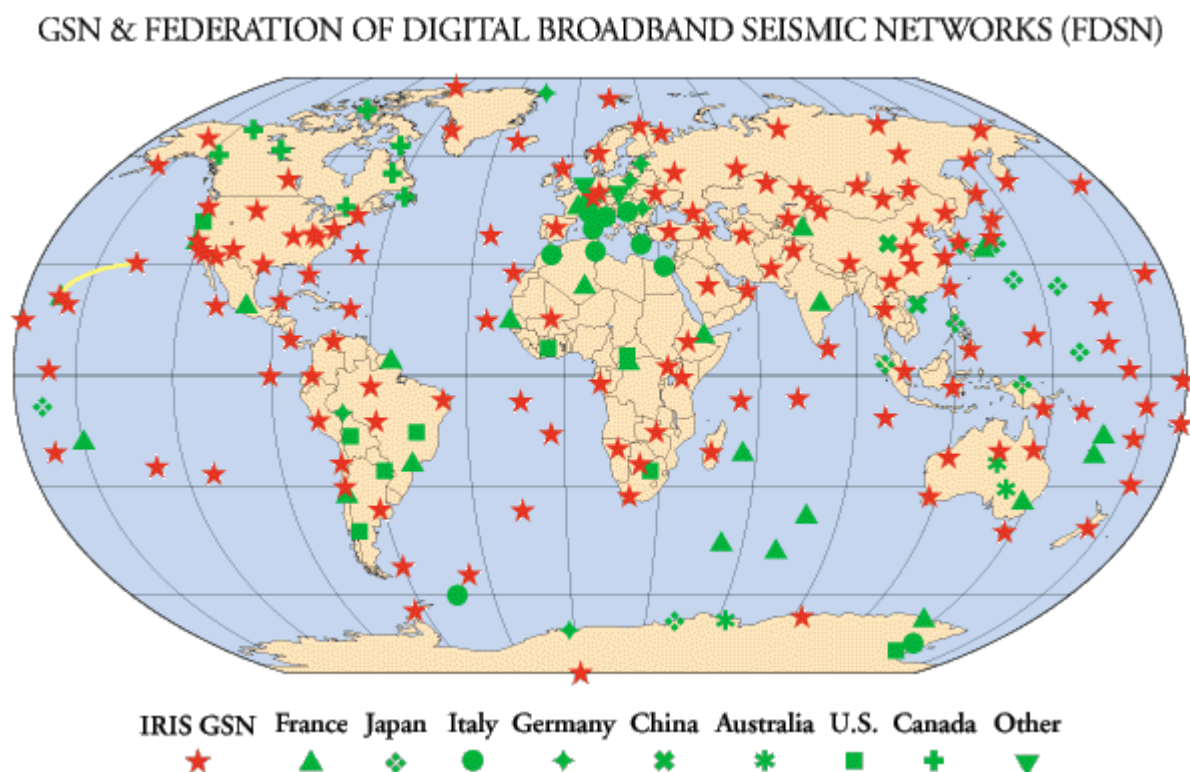 GSN & FEDERATION OF DIGITAL BROADBAND SEISMIC NETWORKS (FDSN)
IRIS GSN France Japan Italy Germany China Australia U.S. Canada Other